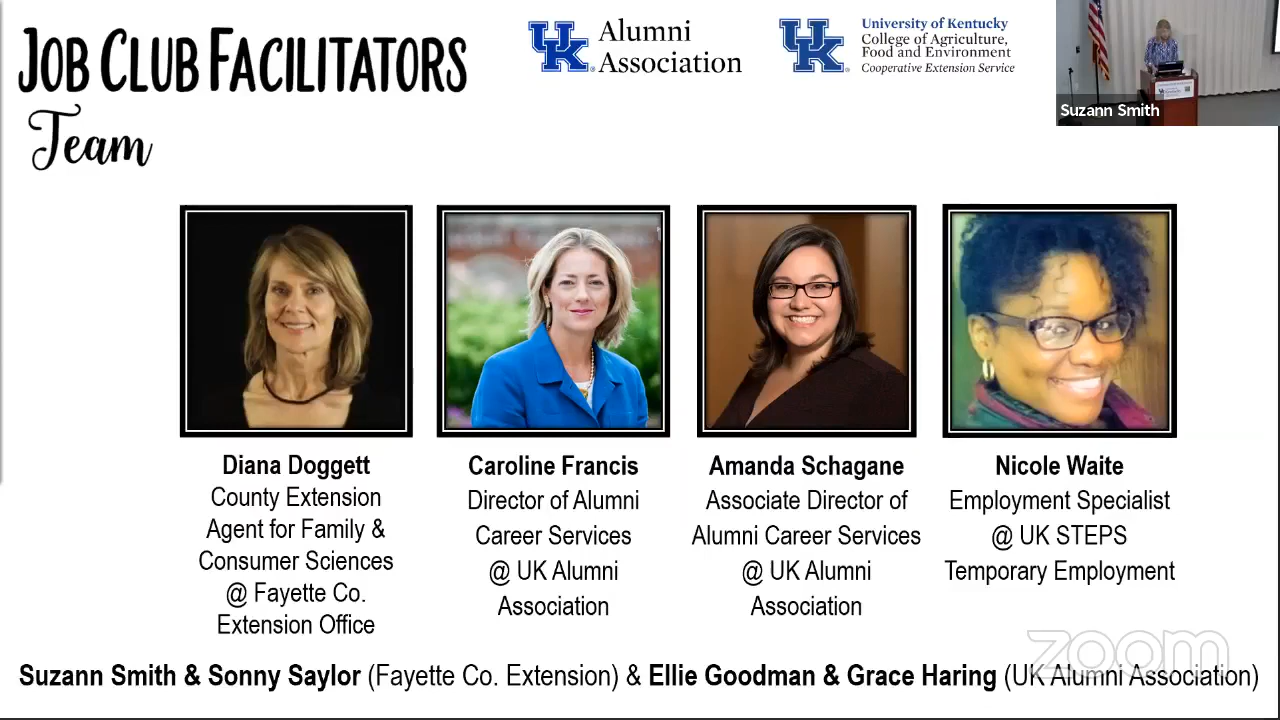 JOB CLUB FACILITATORS
Team
UK Alumni
Association
UK University of Kentucky
College of Agriculture,
Food and Environment
Cooperative Extension Service
Suzann Smith
Diana Doggett
County Extension
Agent for Family &
Consumer Sciences
@ Fayette Co.
Extension Office
Caroline Francis
Director of Alumni
Career Services
@ UK Alumni
Association
Amanda Schagane
Associate Director of
Alumni Career Services
@ UK Alumni
Association
Nicole Waite
Employment Specialist
@ UK STEPS
Temporary Employment
zoom
Suzann Smith & Sonny Saylor (Fayette Co. Extension) & Ellie Goodman & Grace Haring (UK Alumni Association)